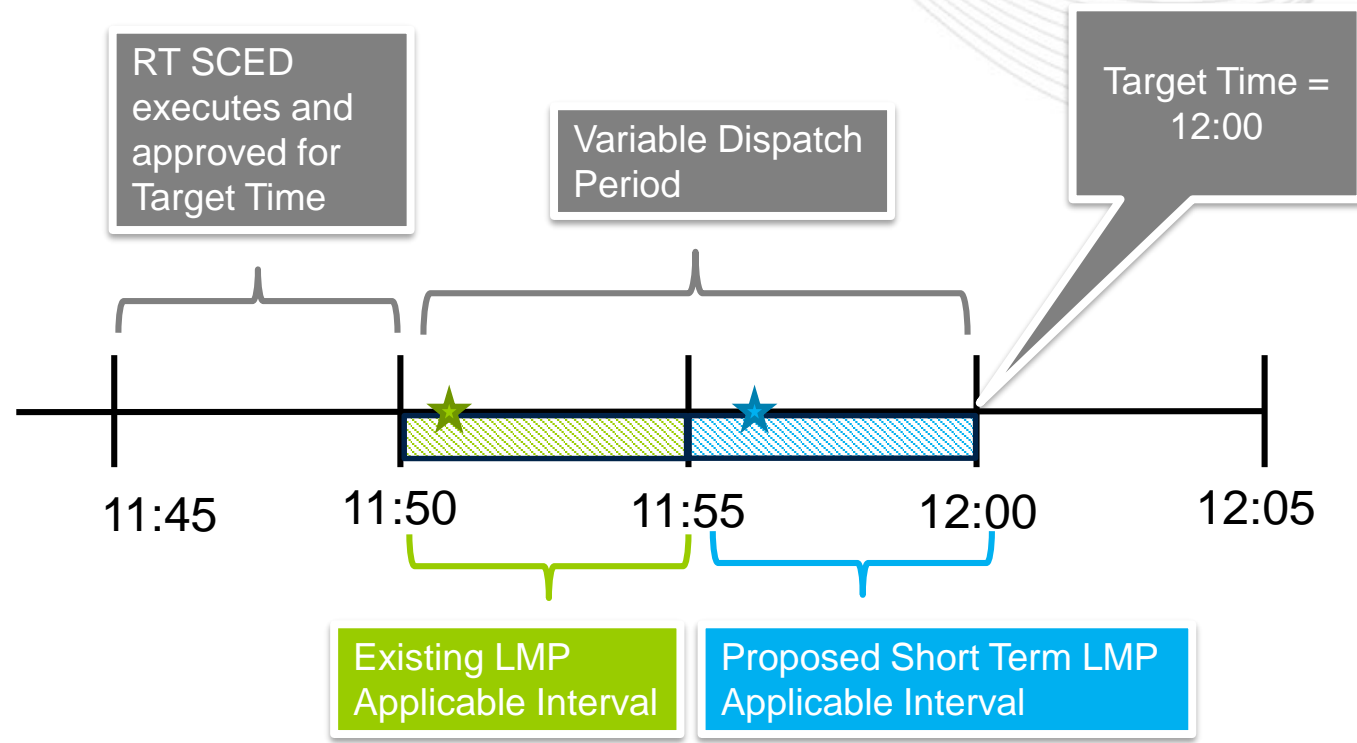 RT SCED
executes and
approved for
Target Time
Variable Dispatch
Period
Target Time =
12:00
11:45
11:50
11:55
12:00
12:05
Existing LMP
Applicable Interval
Proposed Short Term LMP
Applicable Interval